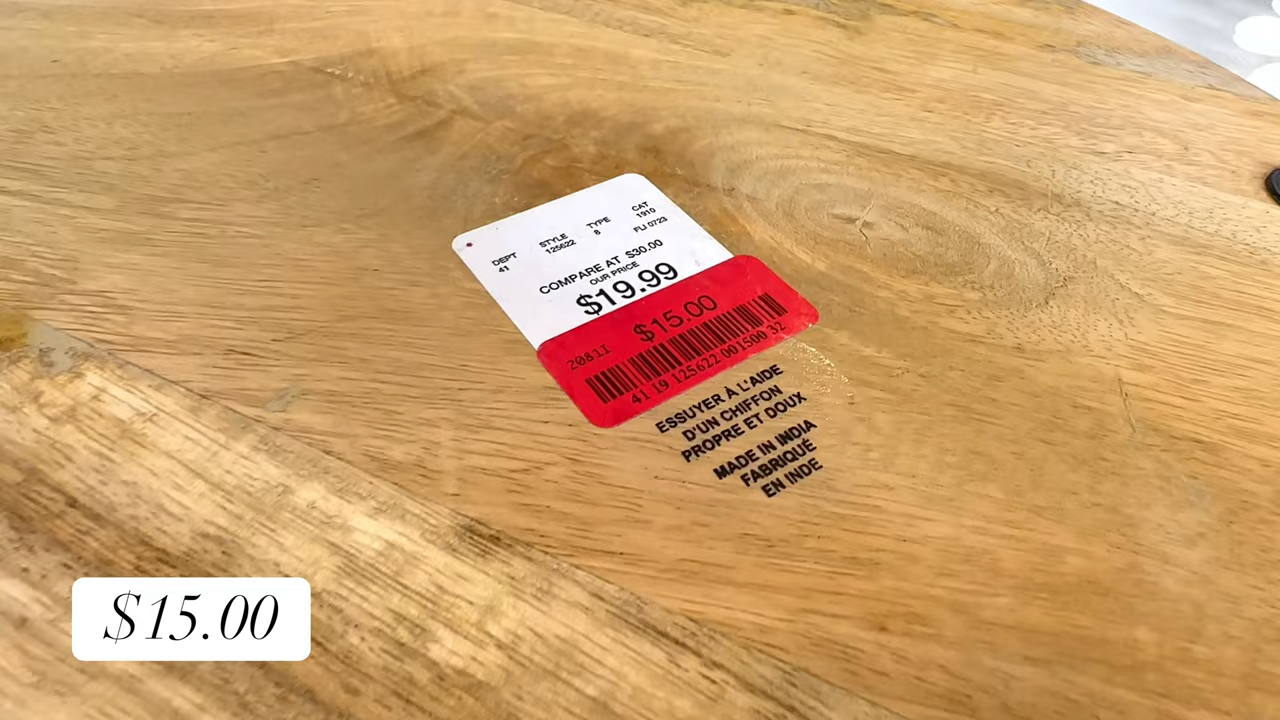 DEPT STYLE TYPE CAT
41 125622 8 1910
FIJ 0723
COMPARE AT $30.00
OUR PRICE
$19.99
$15.00
2081I
41 19 125622 001500 32
ESSUYER À L'AIDE
D'UN CHIFFON
PROPRE ET DOUX
MADE IN INDIA
FABRIQUÉ
EN INDE
$15.00